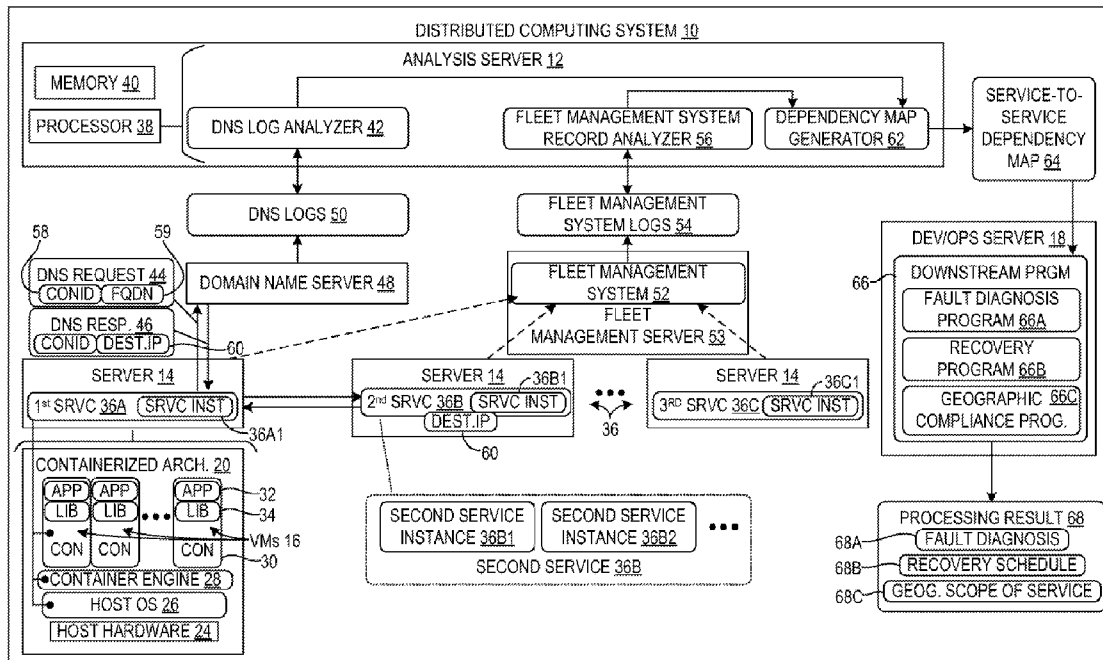 DISTRIBUTED COMPUTING SYSTEM 10
ANALYSIS SERVER 12
MEMORY 40
PROCESSOR 38
DNS LOG ANALYZER 42
FLEET MANAGEMENT SYSTEM
RECORD ANALYZER 56
DEPENDENCY MAP
GENERATOR 62
SERVICE-TO-
SERVICE
DEPENDENCY
MAP 64
DNS LOGS 50
FLEET MANAGEMENT
SYSTEM LOGS 54
58
59
DNS REQUEST 44
CONID
FQDN
DOMAIN NAME SERVER 48
DNS RESP. 46
CONID
DEST.IP
60
FLEET MANAGEMENT
SYSTEM 52
FLEET
MANAGEMENT SERVER 53
DEV/OPS SERVER 18
66
DOWNSTREAM PRGM
FAULT DIAGNOSIS
PROGRAM 66A
RECOVERY
PROGRAM 66B
GEOGRAPHIC 66C
COMPLIANCE PROG.
SERVER 14
1st SRVC 36A
SRVC INST
36A1
SERVER 14
36B1
2nd SRVC 36B
SRVC INST
DEST.IP
60
36
SERVER 14
36C1
3RD SRVC 36C
SRVC INST
CONTAINERIZED ARCH. 20
APP
APP
APP
32
LIB
LIB
LIB
34
VMs 16
CON
CON
CON
30
CONTAINER ENGINE 28
HOST OS 26
HOST HARDWARE 24
SECOND SERVICE
INSTANCE 36B1
SECOND SERVICE
INSTANCE 36B2
SECOND SERVICE 36B
PROCESSING RESULT 68
68A
FAULT DIAGNOSIS
68B
RECOVERY SCHEDULE
68C
GEOG. SCOPE OF SERVICE